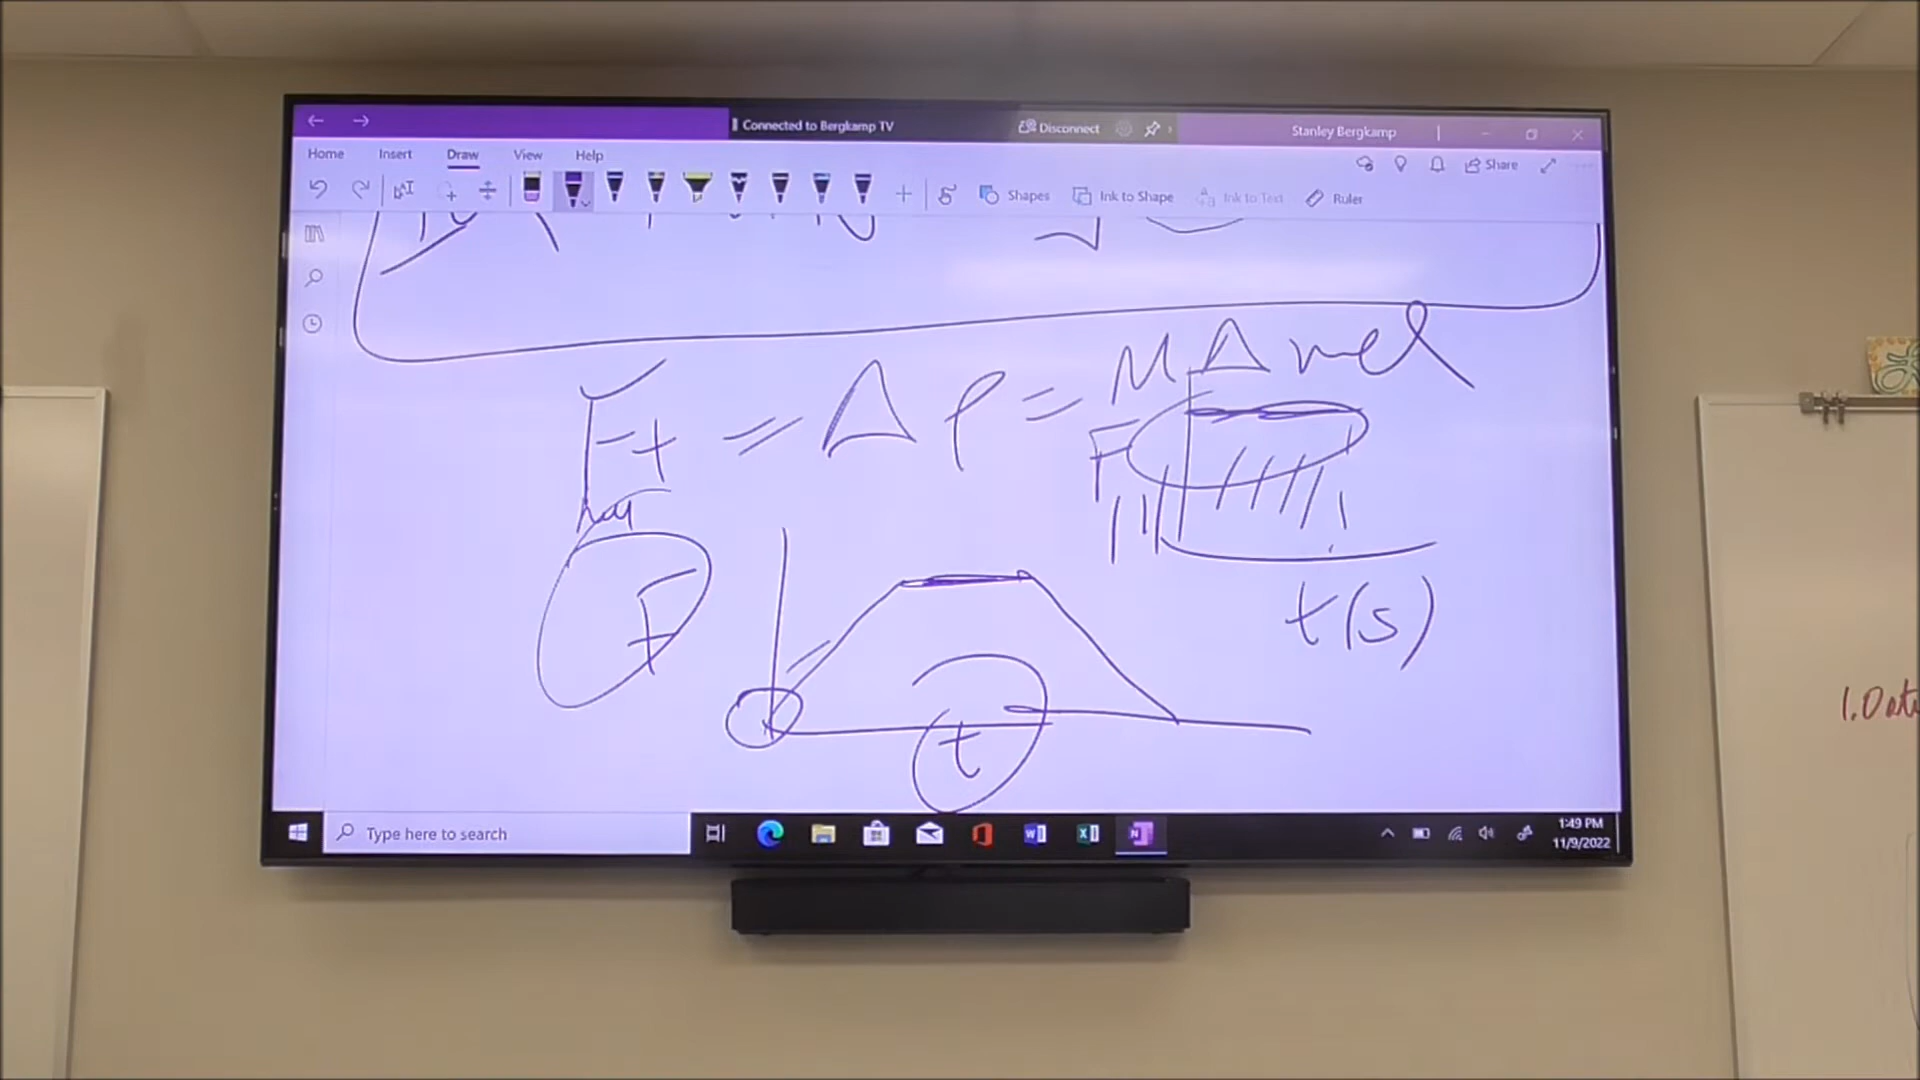 Connected to Bergkamp TV
Disconnect
Stanley Bergkamp
Home Insert Draw View Help
Share
Shapes
Ink to Shape
Ink to Text
Ruler
Ft = Δp = MΔvel
F
t(s)
F
t
Type here to search
1:49 PM
11/9/2022